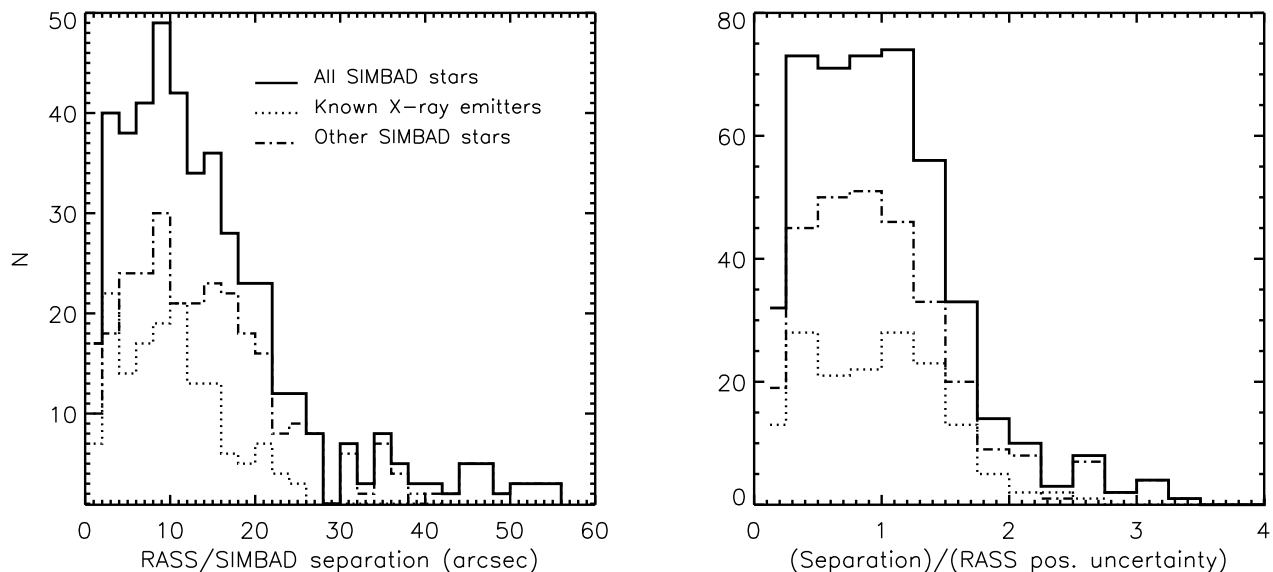 50
40
30
20
10
N
All SIMBAD stars
Known X-ray emitters
Other SIMBAD stars
0 10 20 30 40 50 60
RASS/SIMBAD separation (arcsec)
80
60
40
20
0
0 1 2 3 4
(Separation)/(RASS pos. uncertainty)